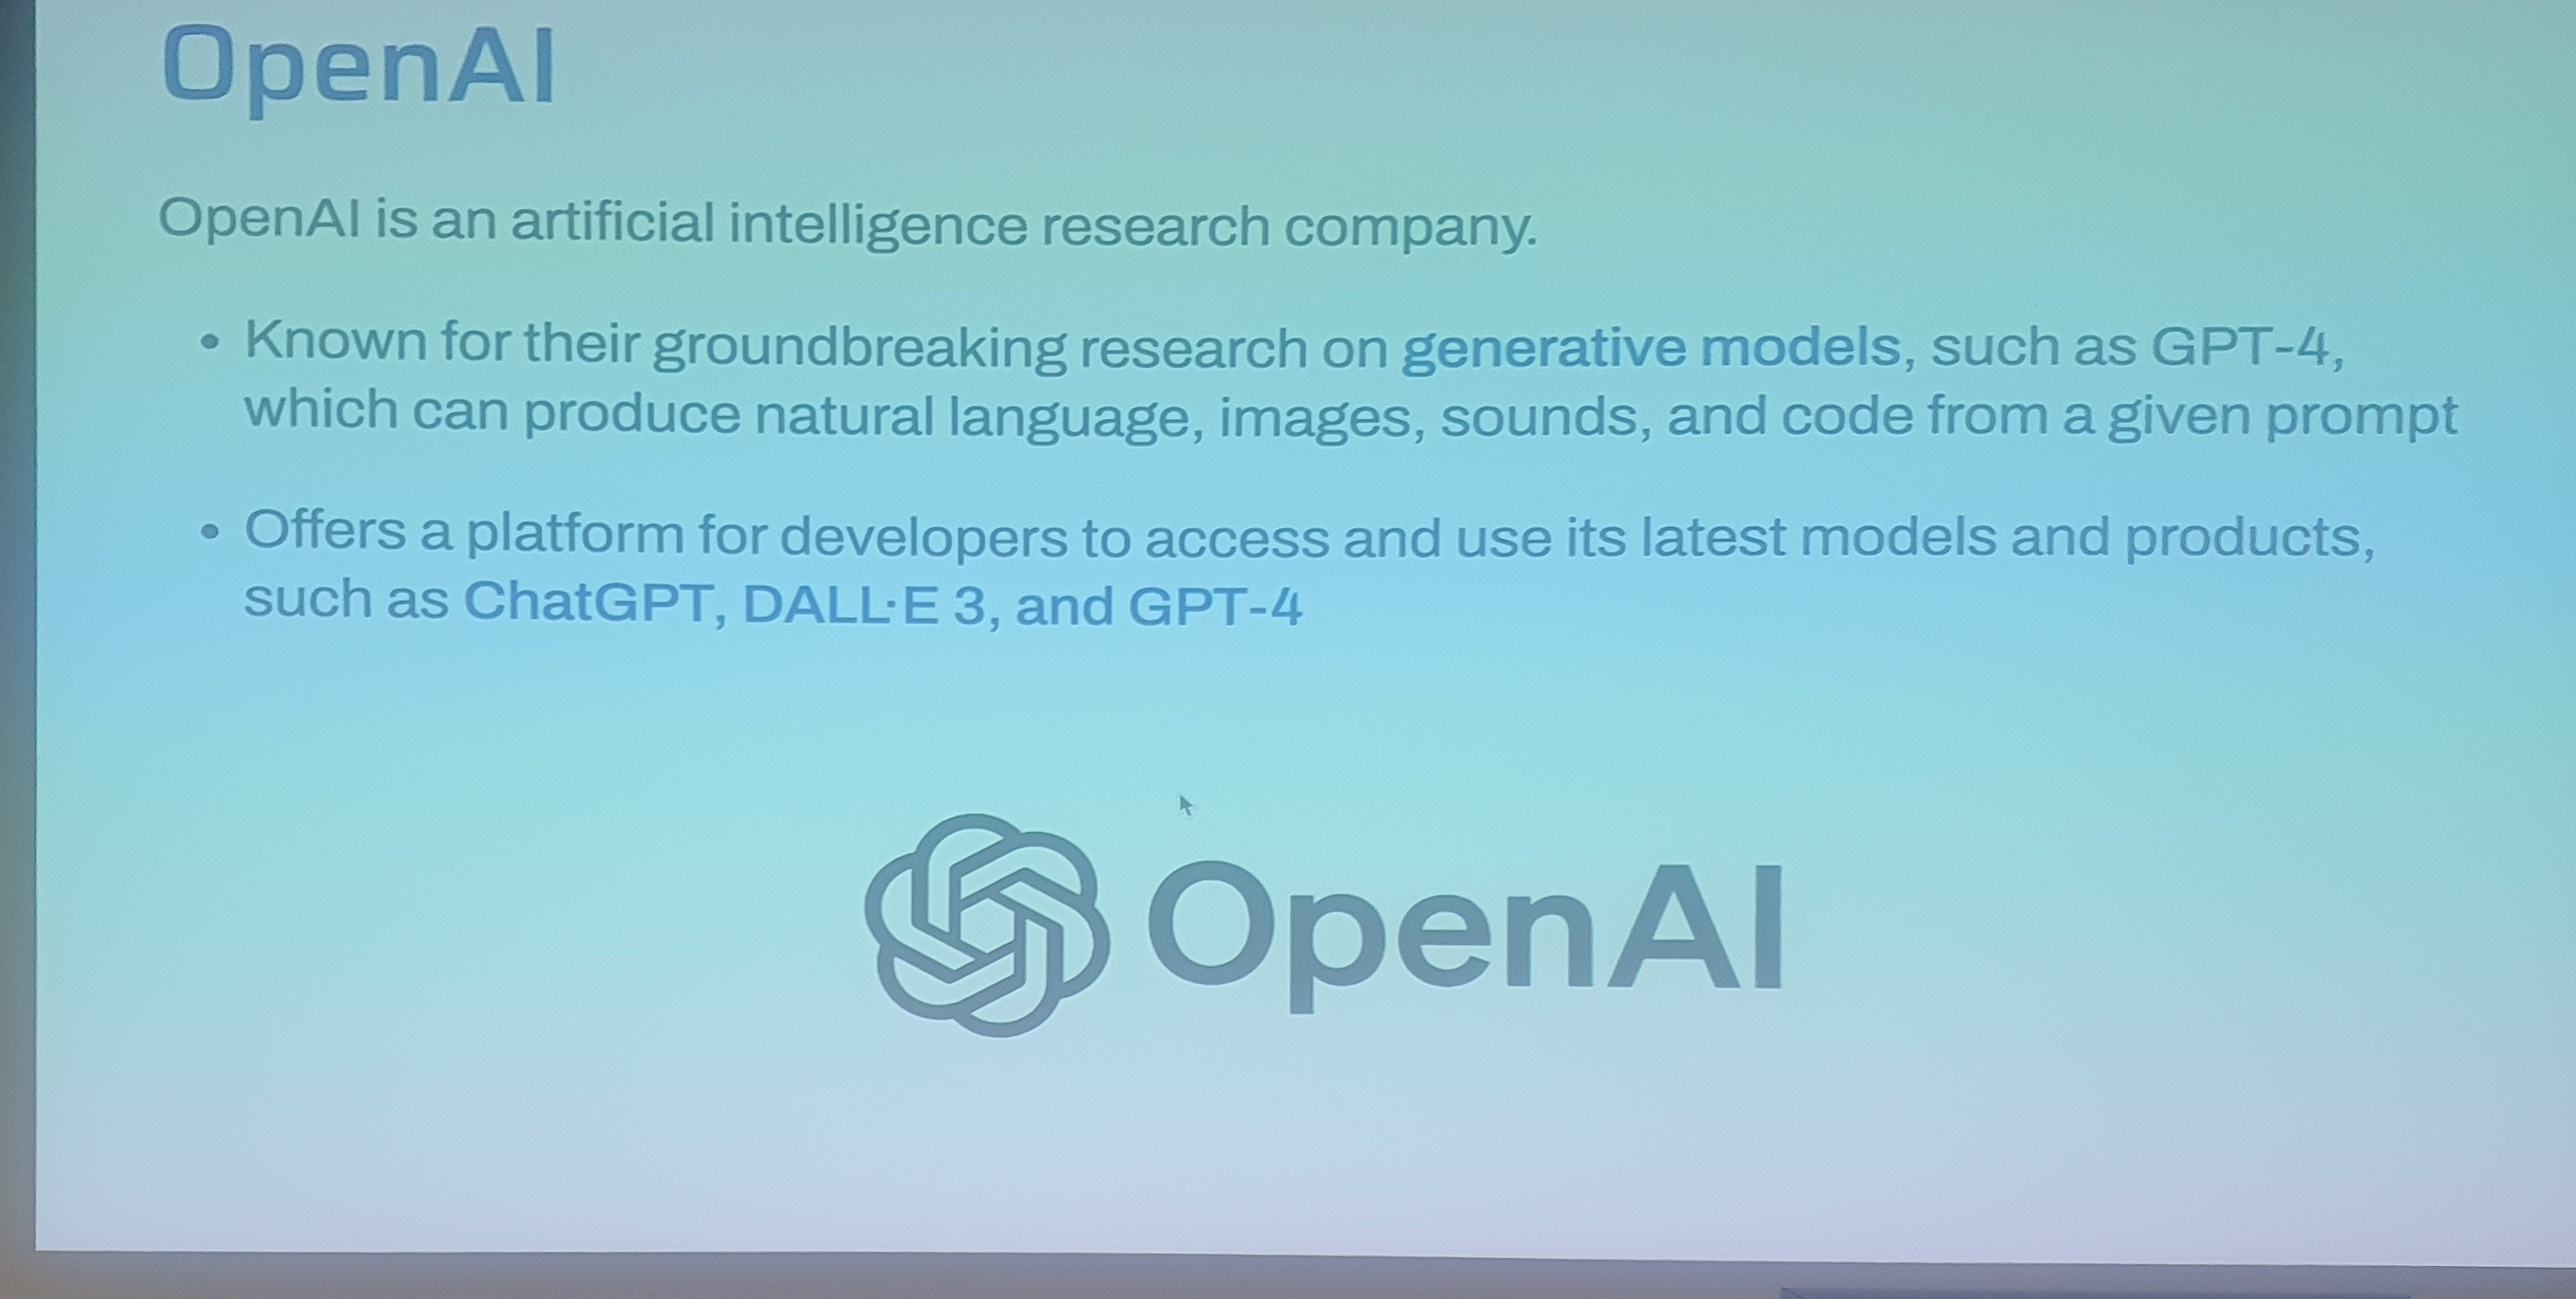 OpenAI
OpenAI is an artificial intelligence research company.
• Known for their groundbreaking research on generative models, such as GPT-4,
which can produce natural language, images, sounds, and code from a given prompt
• Offers a platform for developers to access and use its latest models and products,
such as ChatGPT, DALL·E 3, and GPT-4
OpenAI